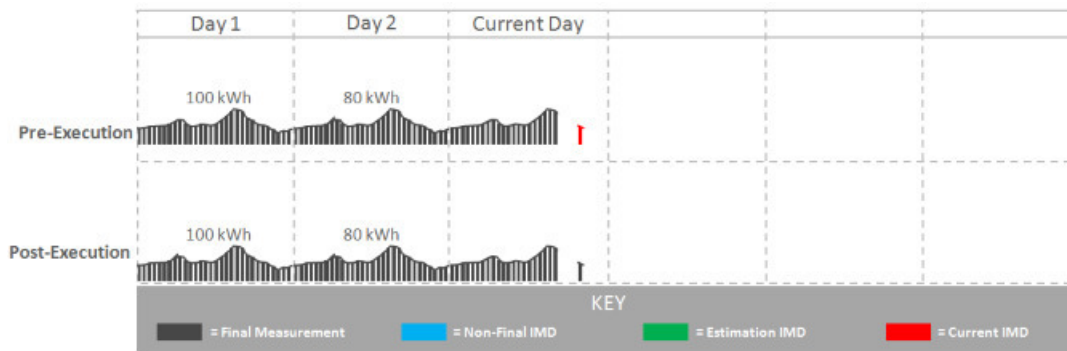 Day 1 Day 2 Current Day
100 kWh 80 kWh
Pre-Execution
100 kWh 80 kWh
Post-Execution
KEY
= Final Measurement = Non-Final IMD = Estimation IMD = Current IMD